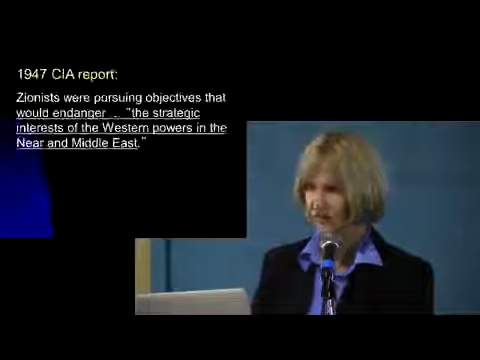 1947 CIA report:
Zionists were pursuing objectives that
would endanger ... "the strategic
interests of the Western powers in the
Near and Middle East."